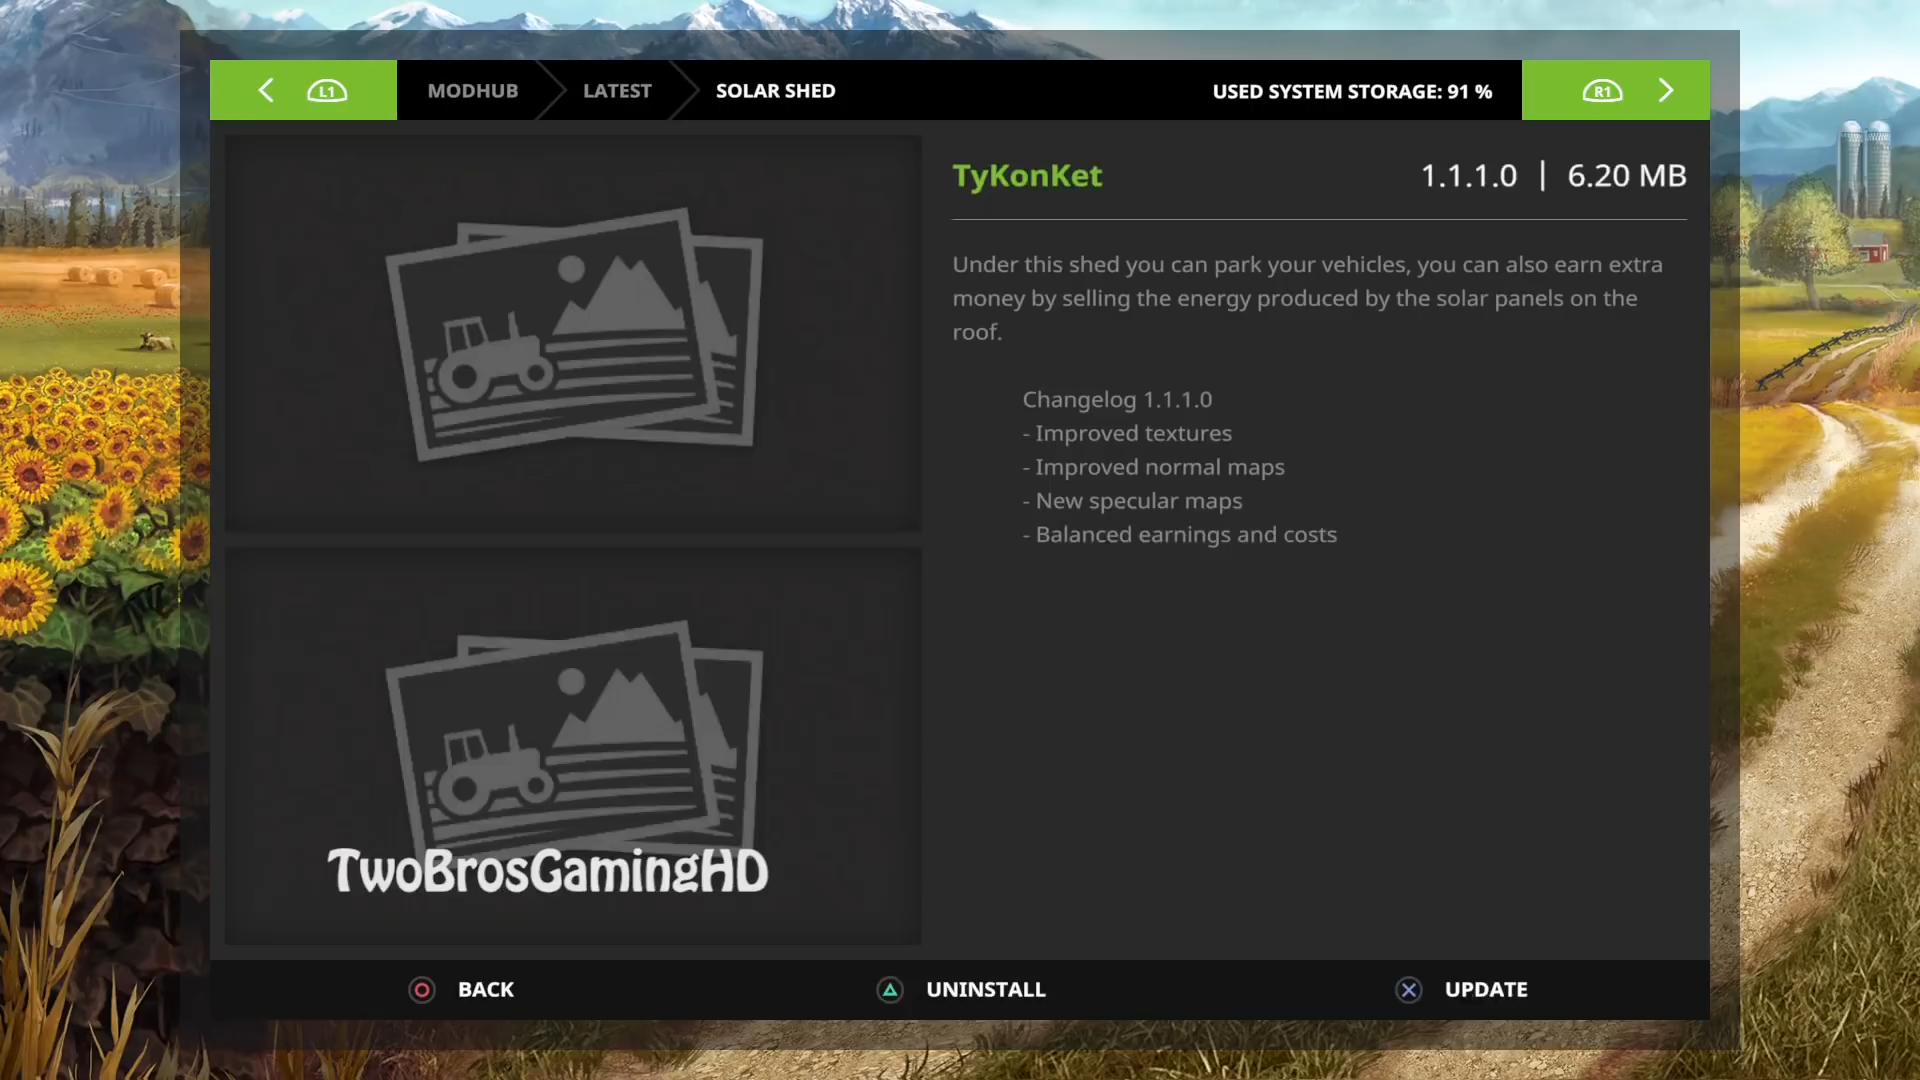 L1 MODHUB LATEST SOLAR SHED USED SYSTEM STORAGE: 91 % R1
TyKonKet 1.1.1.0 | 6.20 MB
Under this shed you can park your vehicles, you can also earn extra
money by selling the energy produced by the solar panels on the
roof.
Changelog 1.1.1.0
- Improved textures
- Improved normal maps
- New specular maps
- Balanced earnings and costs
TwoBrosGamingHD
BACK UNINSTALL UPDATE